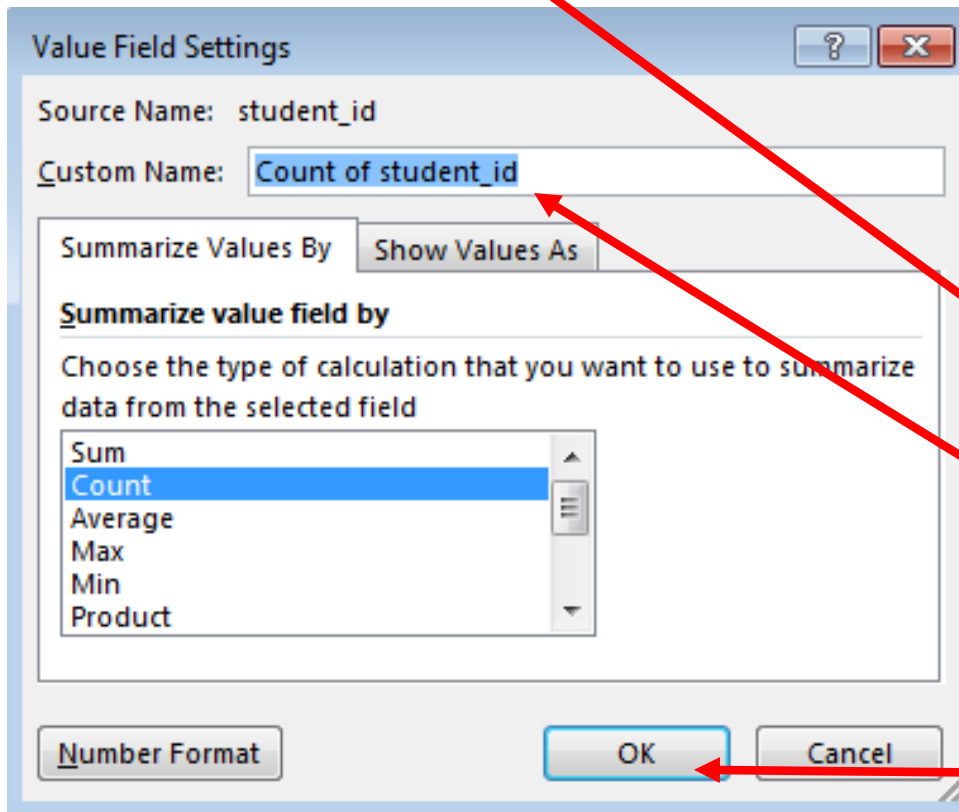 Value Field Settings
?
Source Name: student_id
Custom Name: Count of student_id
Summarize Values By Show Values As
Summarize value field by
Choose the type of calculation that you want to use to summarize
data from the selected field
Sum
Count
Average
Max
Min
Product
Number Format OK Cancel